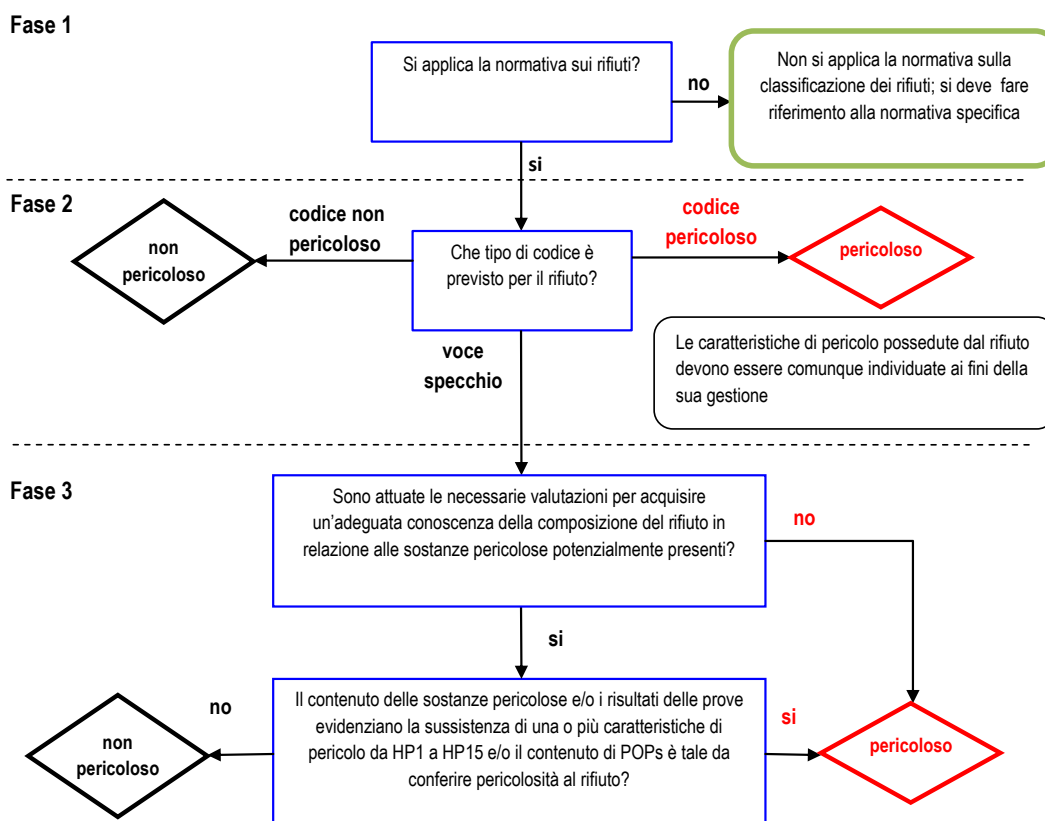 Fase 1
Si applica la normativa sui rifiuti?
no
Non si applica la normativa sulla
classificazione dei rifiuti; si deve fare
riferimento alla normativa specifica
si
Fase 2
non
pericoloso
codice non
pericoloso
Che tipo di codice è
previsto per il rifiuto?
codice
pericoloso
pericoloso
Le caratteristiche di pericolo possedute dal rifiuto
devono essere comunque individuate ai fini della
sua gestione
voce
specchio
Fase 3
Sono attuate le necessarie valutazioni per acquisire
un'adeguata conoscenza della composizione del rifiuto in
relazione alle sostanze pericolose potenzialmente presenti?
no
si
non
pericoloso
no
Il contenuto delle sostanze pericolose e/o i risultati delle prove
evidenziano la sussistenza di una o più caratteristiche di
pericolo da HP1 a HP15 e/o il contenuto di POPs è tale da
conferire pericolosità al rifiuto?
si
pericoloso